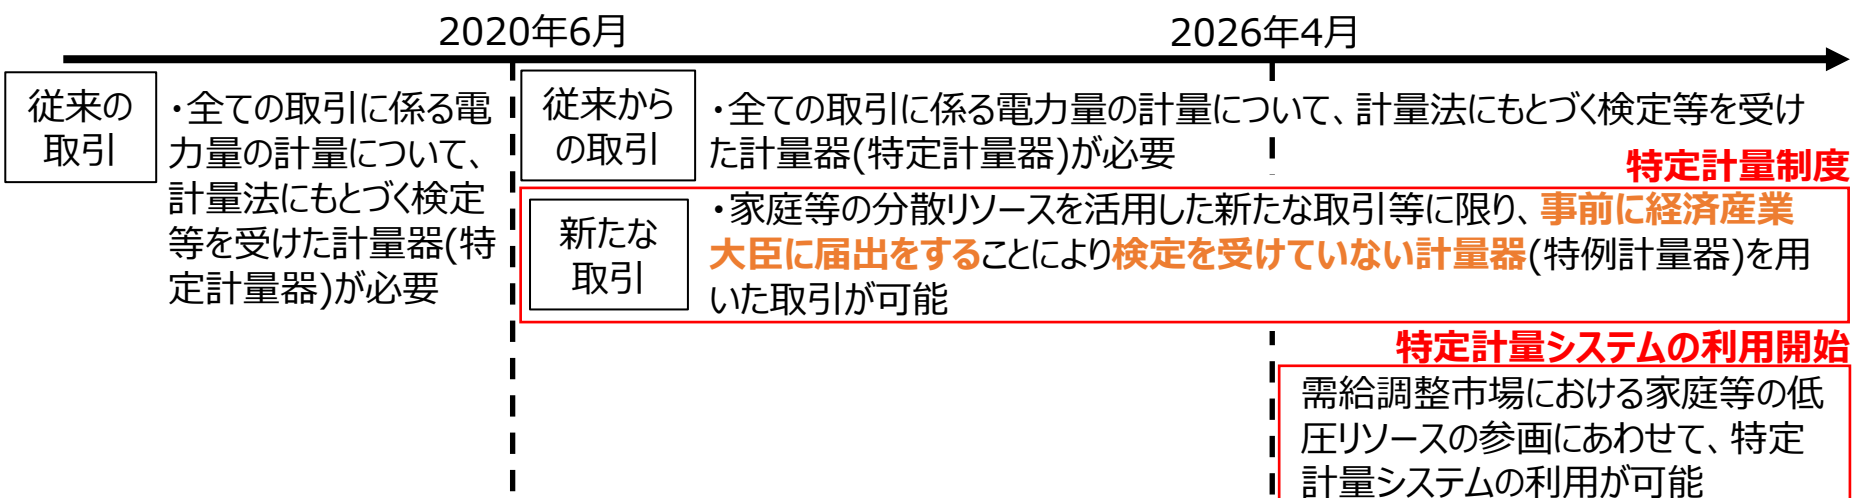 2020年6月
2026年4月
従来の
取引
・全ての取引に係る電
力量の計量について、
計量法にもとづく検定
等を受けた計量器(特
定計量器)が必要
従来から
の取引
・全ての取引に係る電力量の計量について、計量法にもとづく検定等を受け
た計量器(特定計量器)が必要
特定計量制度
新たな
取引
・家庭等の分散リソースを活用した新たな取引等に限り、事前に経済産業
大臣に届出をすることにより検定を受けていない計量器(特例計量器)を用
いた取引が可能
特定計量システムの利用開始
需給調整市場における家庭等の低
圧リソースの参画にあわせて、特定
計量システムの利用が可能